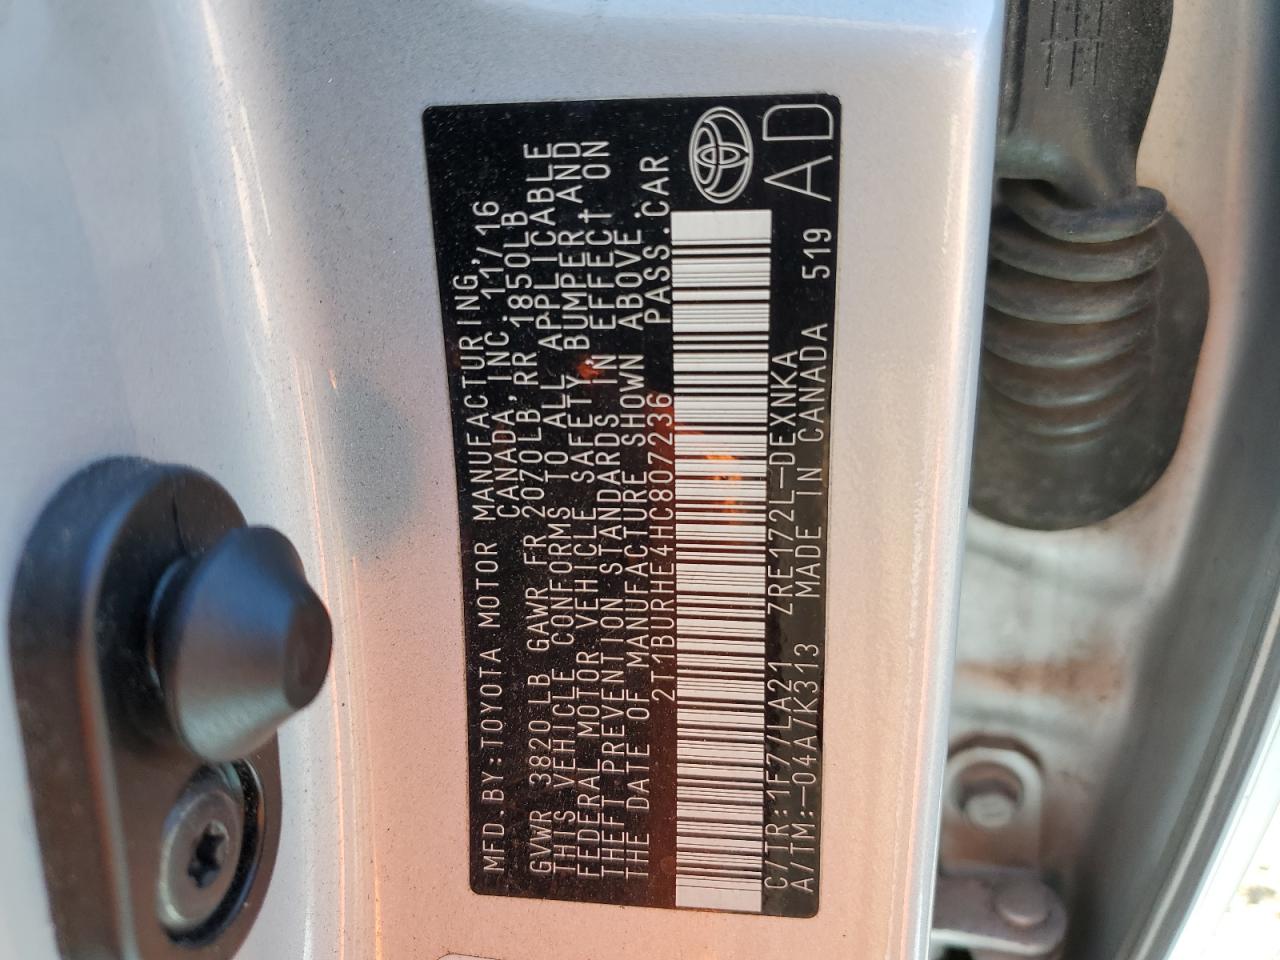 MFD.BY:TOYOTA MOTOR MANUFACTURING,
CANADA,INC. 11/16
GVWR 3820 LB GAWR FR 2070LB,RR 1850LB
THIS VEHICLE CONFORMS TO ALL APPLICABLE
FEDERAL MOTOR VEHICLE SAFETY,BUMPER,AND
THEFT PREVENTION STANDARDS IN EFFECT ON
THE DATE OF MANUFACTURE SHOWN ABOVE.
2T1BURHE4HC807236 PASS.CAR
C/TR:1F7/LA21 ZRE172L-DEXNKA
A/TM:-04A/K313 MADE IN CANADA 519
AD